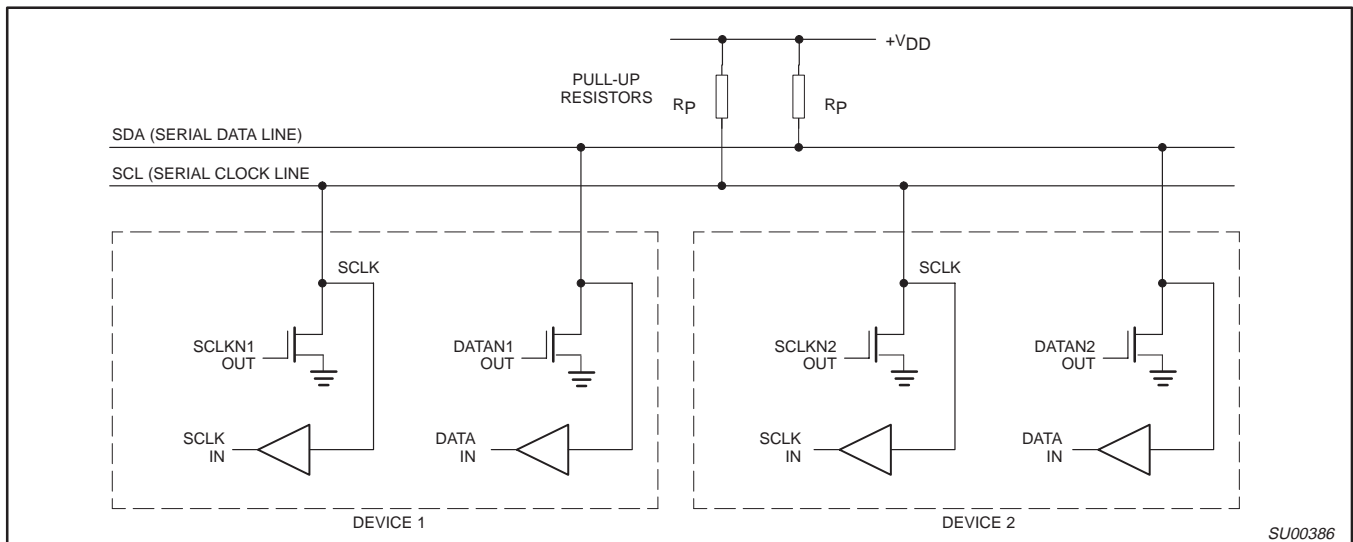 +VDD
PULL-UP
RESISTORS
RP
RP
SDA (SERIAL DATA LINE)
SCL (SERIAL CLOCK LINE
SCLK
SCLK
SCLKN1
OUT
DATAN1
OUT
SCLKN2
OUT
DATAN2
OUT
SCLK
IN
DATA
IN
SCLK
IN
DATA
IN
DEVICE 1
DEVICE 2
SU00386